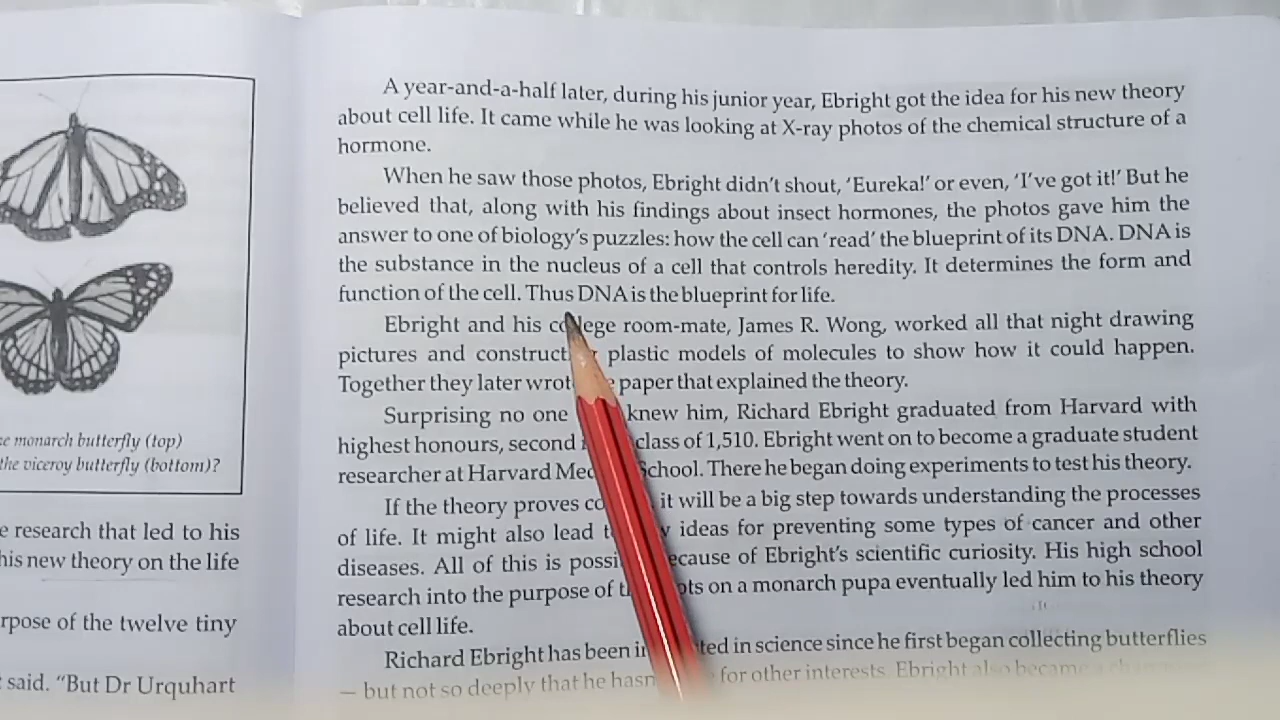 e monarch butterfly (top)
the viceroy butterfly (bottom)?
e research that led to his
his new theory on the life
rpose of the twelve tiny
said. “But Dr Urquhart
A year-and-a-half later, during his junior year, Ebright got the idea for his new theory
about cell life. It came while he was looking at X-ray photos of the chemical structure of a
hormone.
When he saw those photos, Ebright didn’t shout, ‘Eureka!’ or even, ‘I’ve got it!’ But he
believed that, along with his findings about insect hormones, the photos gave him the
answer to one of biology’s puzzles: how the cell can ‘read’ the blueprint of its DNA. DNA is
the substance in the nucleus of a cell that controls heredity. It determines the form and
function of the cell. Thus DNA is the blueprint for life.
Ebright and his college room-mate, James R. Wong, worked all that night drawing
pictures and construct plastic models of molecules to show how it could happen.
Together they later wrot paper that explained the theory.
Surprising no one knew him, Richard Ebright graduated from Harvard with
highest honours, second class of 1,510. Ebright went on to become a graduate student
researcher at Harvard Med School. There he began doing experiments to test his theory.
If the theory proves co it will be a big step towards understanding the processes
of life. It might also lead t w ideas for preventing some types of cancer and other
diseases. All of this is possi ecause of Ebright’s scientific curiosity. His high school
research into the purpose of th ots on a monarch pupa eventually led him to his theory
about cell life.
Richard Ebright has been in ted in science since he first began collecting butterflies
— but not so deeply that he hasn for other interests. Ebright also became a